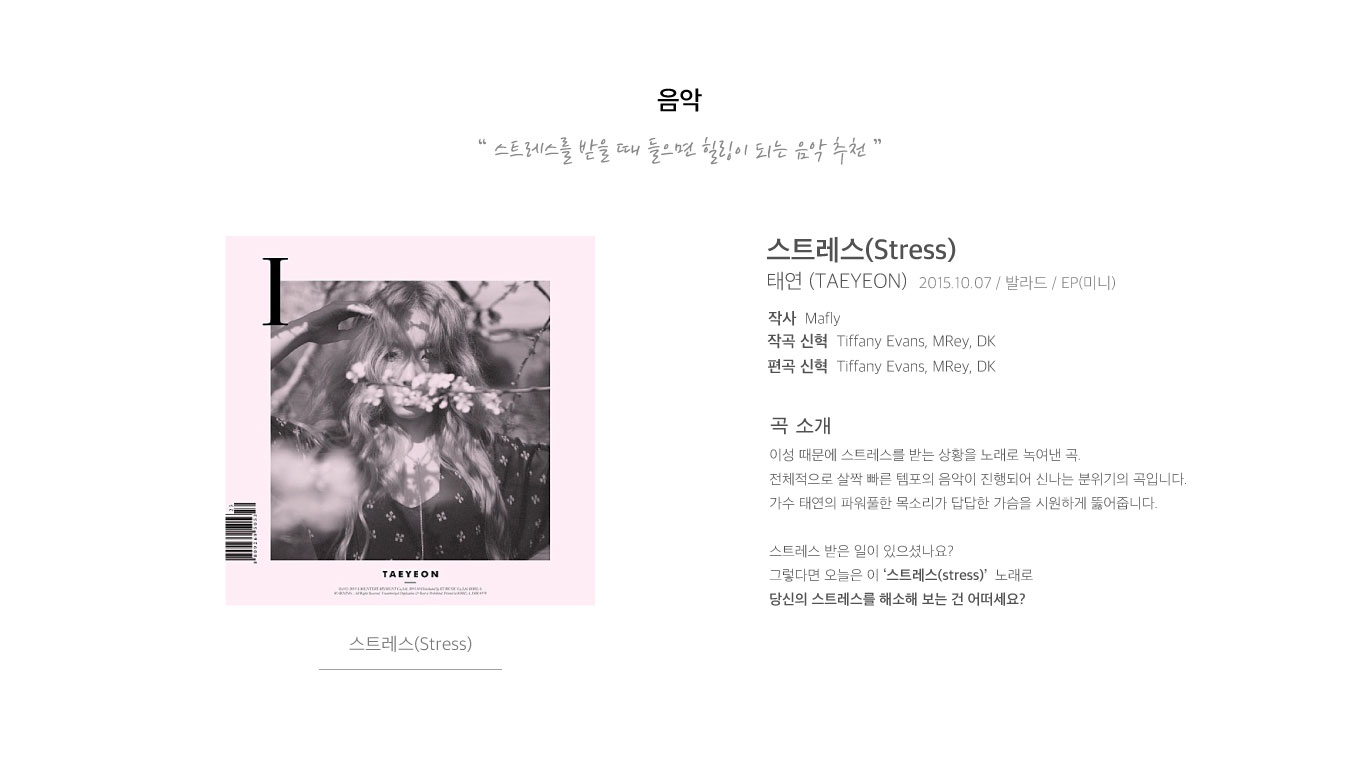 음악
“ 스트레스를 받을 때 들으면 힐링이 되는 음악 추천 ”
I
TAEYEON
스트레스(Stress)
스트레스(Stress)
태연 (TAEYEON) 2015.10.07 / 발라드 / EP(미니)
작사 Mafly
작곡 신혁 Tiffany Evans, MRey, DK
편곡 신혁 Tiffany Evans, MRey, DK
곡 소개
이성 때문에 스트레스를 받는 상황을 노래로 녹여낸 곡.
전체적으로 살짝 빠른 템포의 음악이 진행되어 신나는 분위기의 곡입니다.
가수 태연의 파워풀한 목소리가 답답한 가슴을 시원하게 뚫어줍니다.
스트레스 받은 일이 있으셨나요?
그렇다면 오늘은 이 ‘스트레스(stress)’ 노래로
당신의 스트레스를 해소해 보는 건 어떠세요?